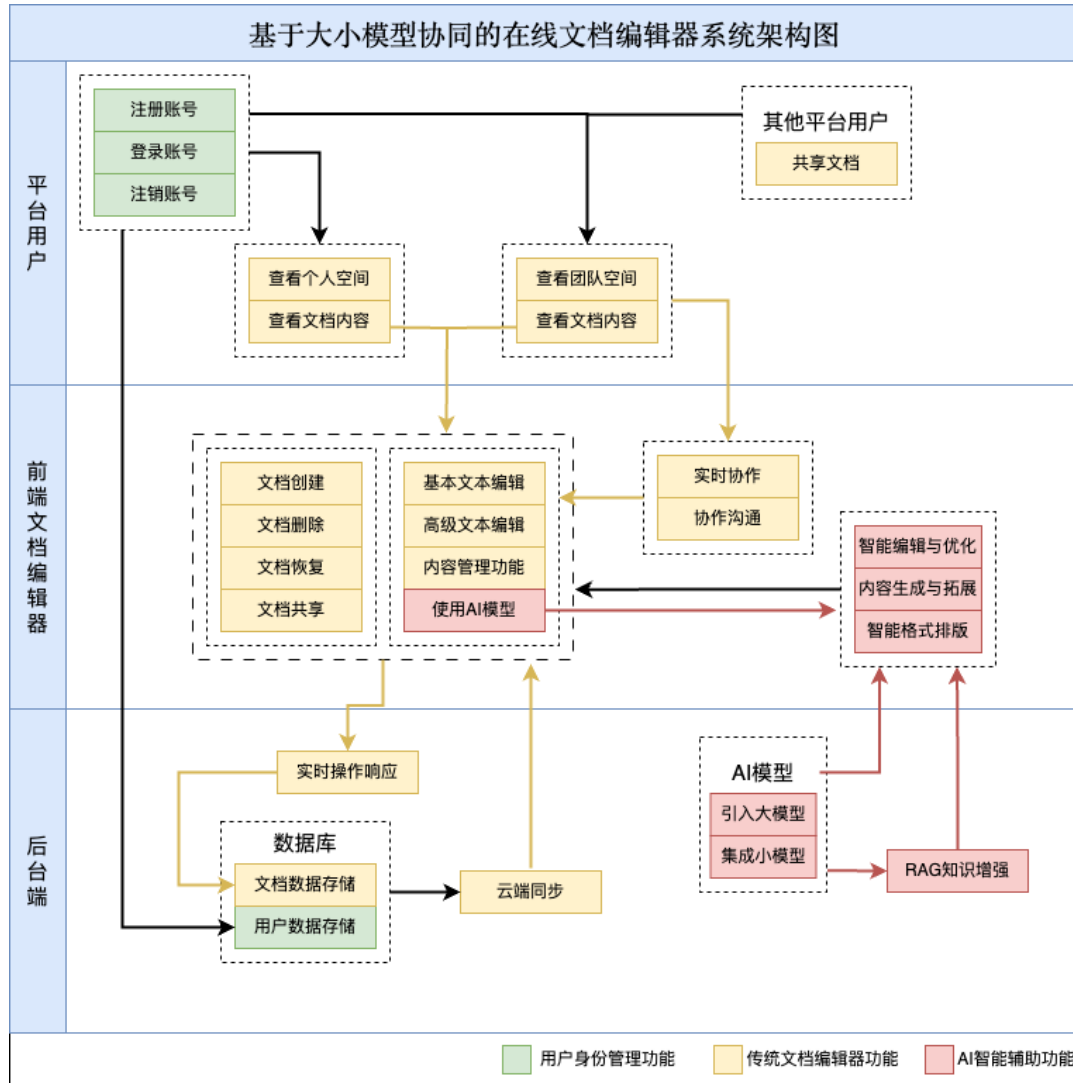 基于大小模型协同的在线文档编辑器系统架构图
平台用户
注册账号
登录账号
注销账号
其他平台用户
共享文档
查看个人空间
查看文档内容
查看团队空间
查看文档内容
前端文档编辑器
文档创建
文档删除
文档恢复
文档共享
基本文本编辑
高级文本编辑
内容管理功能
使用AI模型
实时协作
协作沟通
智能编辑与优化
内容生成与拓展
智能格式排版
后台端
实时操作响应
数据库
文档数据存储
用户数据存储
云端同步
AI模型
引入大模型
集成小模型
RAG知识增强
用户身份管理功能
传统文档编辑器功能
AI智能辅助功能